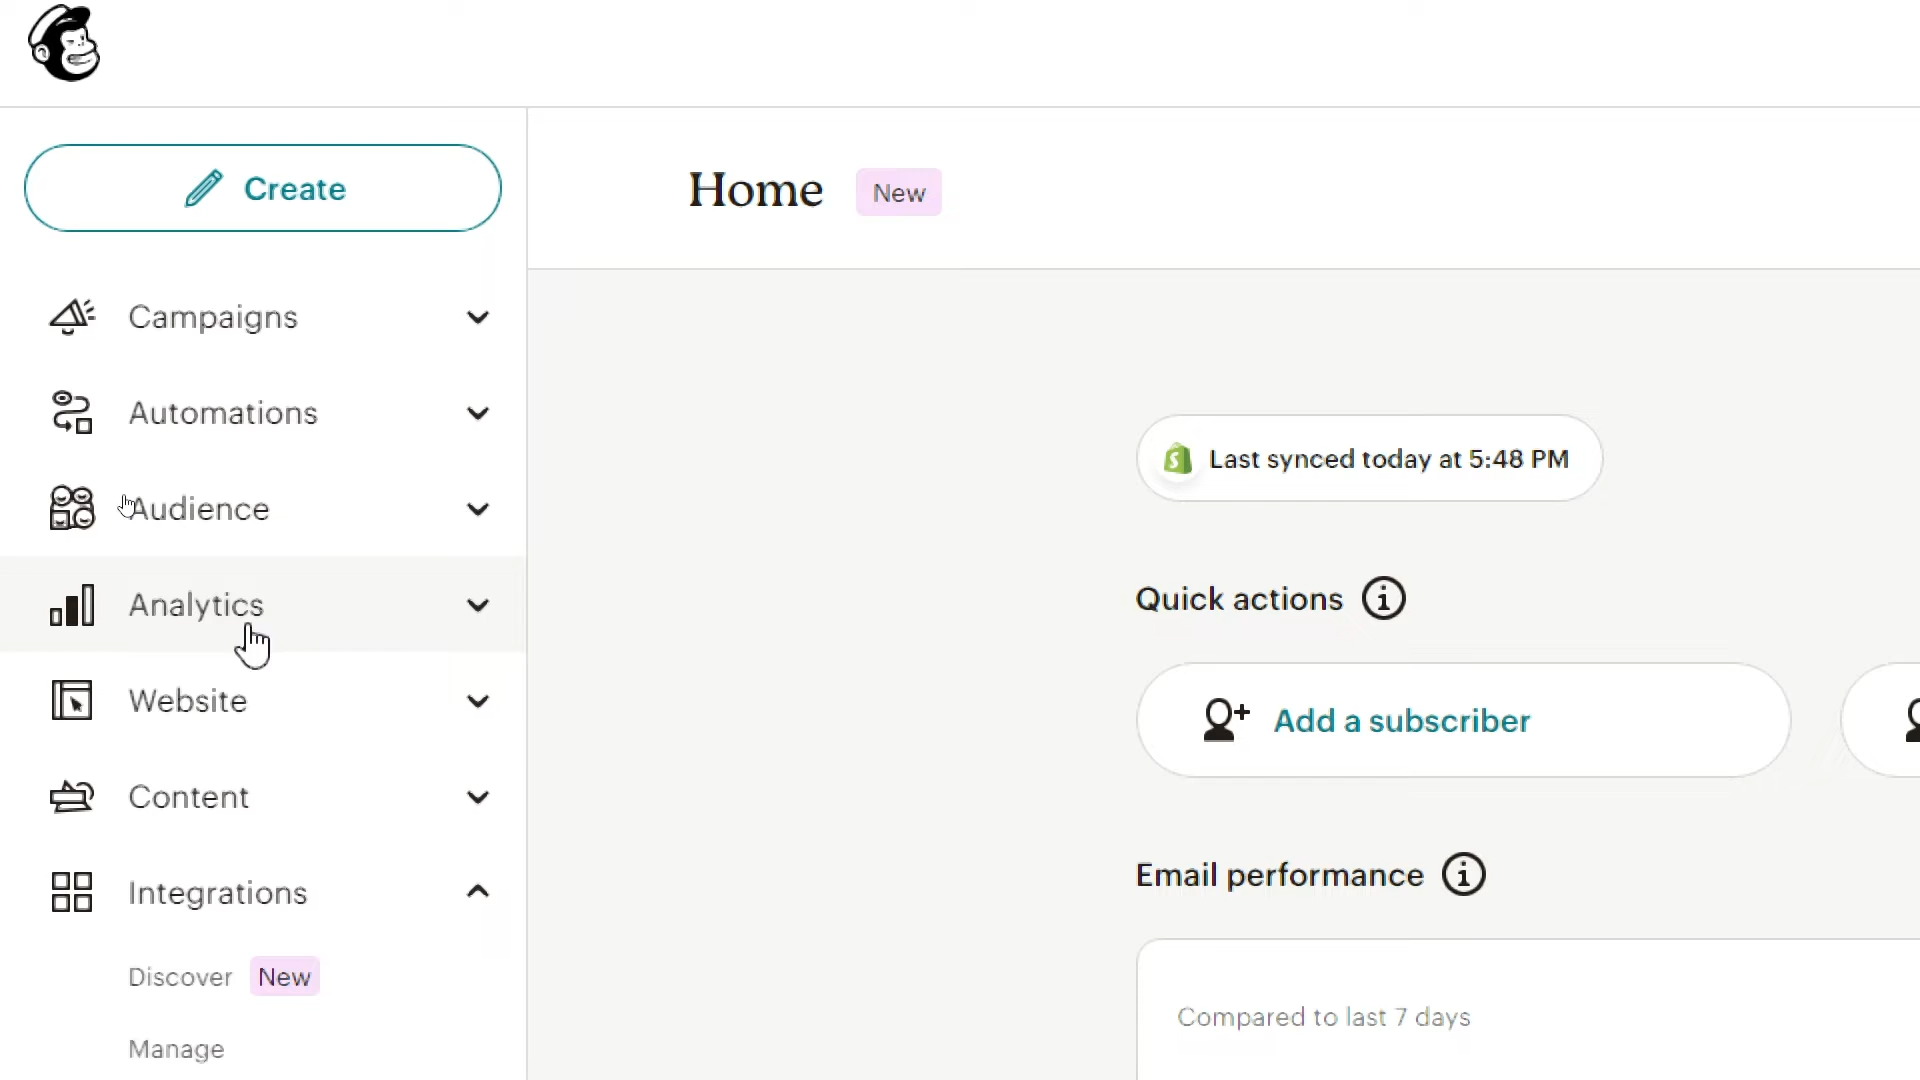 Create
Home New
Campaigns
Automations
Audience
Analytics
Website
Content
Integrations
Discover New
Manage
Last synced today at 5:48 PM
Quick actions
Add a subscriber
Email performance
Compared to last 7 days